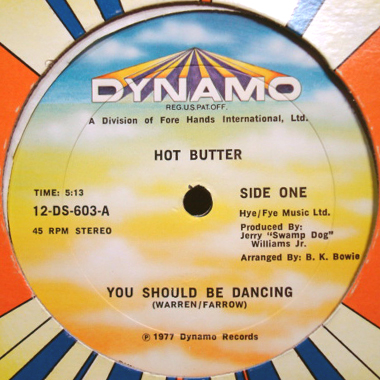 DYNAMO
REG.U.S.PAT.OFF.
A Division of Fore Hands International, Ltd.
HOT BUTTER
TIME: 5:13
SIDE ONE
12-DS-603-A
Hye/Fye Music Ltd.
45 RPM STEREO
Produced By:
Jerry "Swamp Dog"
Williams Jr.
Arranged By: B. K. Bowie
YOU SHOULD BE DANCING
(WARREN/FARROW)
Ⓟ 1977 Dynamo Records